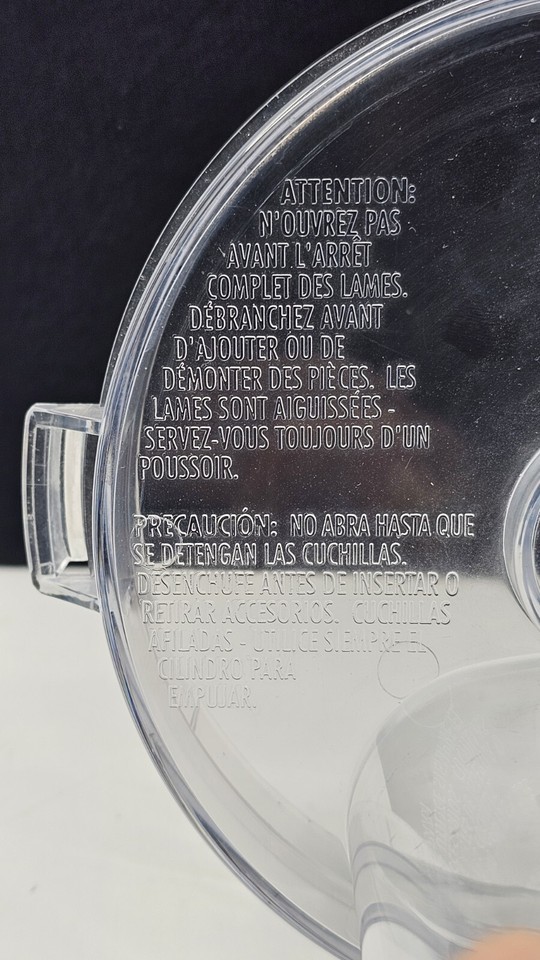 ATTENTION:
N'OUVREZ PAS
AVANT L'ARRÊT
COMPLET DES LAMES.
DÉBRANCHEZ AVANT
D'AJOUTER OU DE
DÉMONTER DES PIÈCES. LES
LAMES SONT AIGUISSÉES -
SERVEZ-VOUS TOUJOURS D'UN
POUSSOIR.
PRECAUCIÓN: NO ABRA HASTA QUE
SE DETENGAN LAS CUCHILLAS.
DESENCHUFE ANTES DE INSERTAR O
RETIRAR ACCESORIOS. CUCHILLAS
AFILADAS - UTILICE SIEMPRE EL
CILINDRO PARA
EMPUJAR.